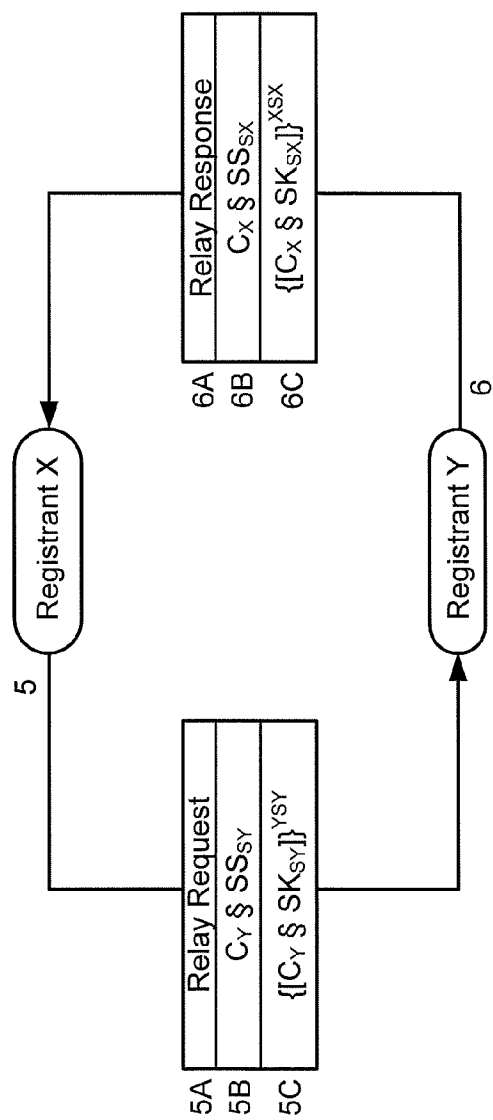 5
Registrant X
5A Relay Request
5B C_Y § SS_SY
5C {[C_Y § SK_SY]}^YSY
6A Relay Response
6B C_X § SS_SX
6C {[C_X § SK_SX]}^XSX
Registrant Y
6